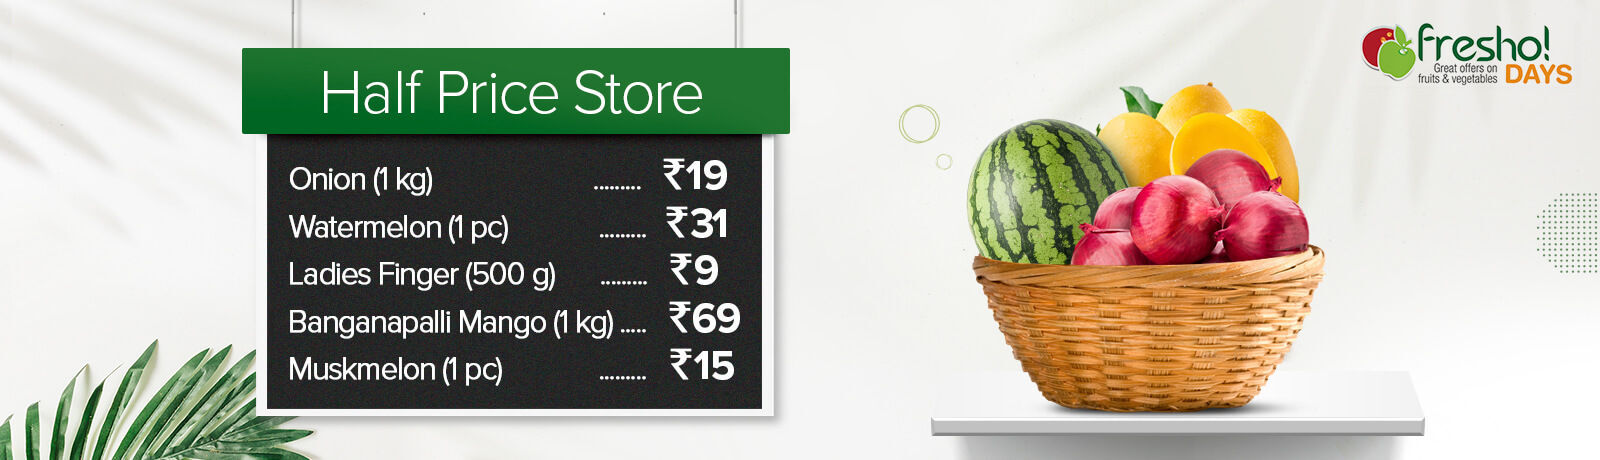 Half Price Store
Onion (1 kg) ......... ₹19
Watermelon (1 pc) ......... ₹31
Ladies Finger (500 g) ......... ₹9
Banganapalli Mango (1 kg) ..... ₹69
Muskmelon (1 pc) ......... ₹15
fresho!
Great offers on
fruits & vegetables DAYS